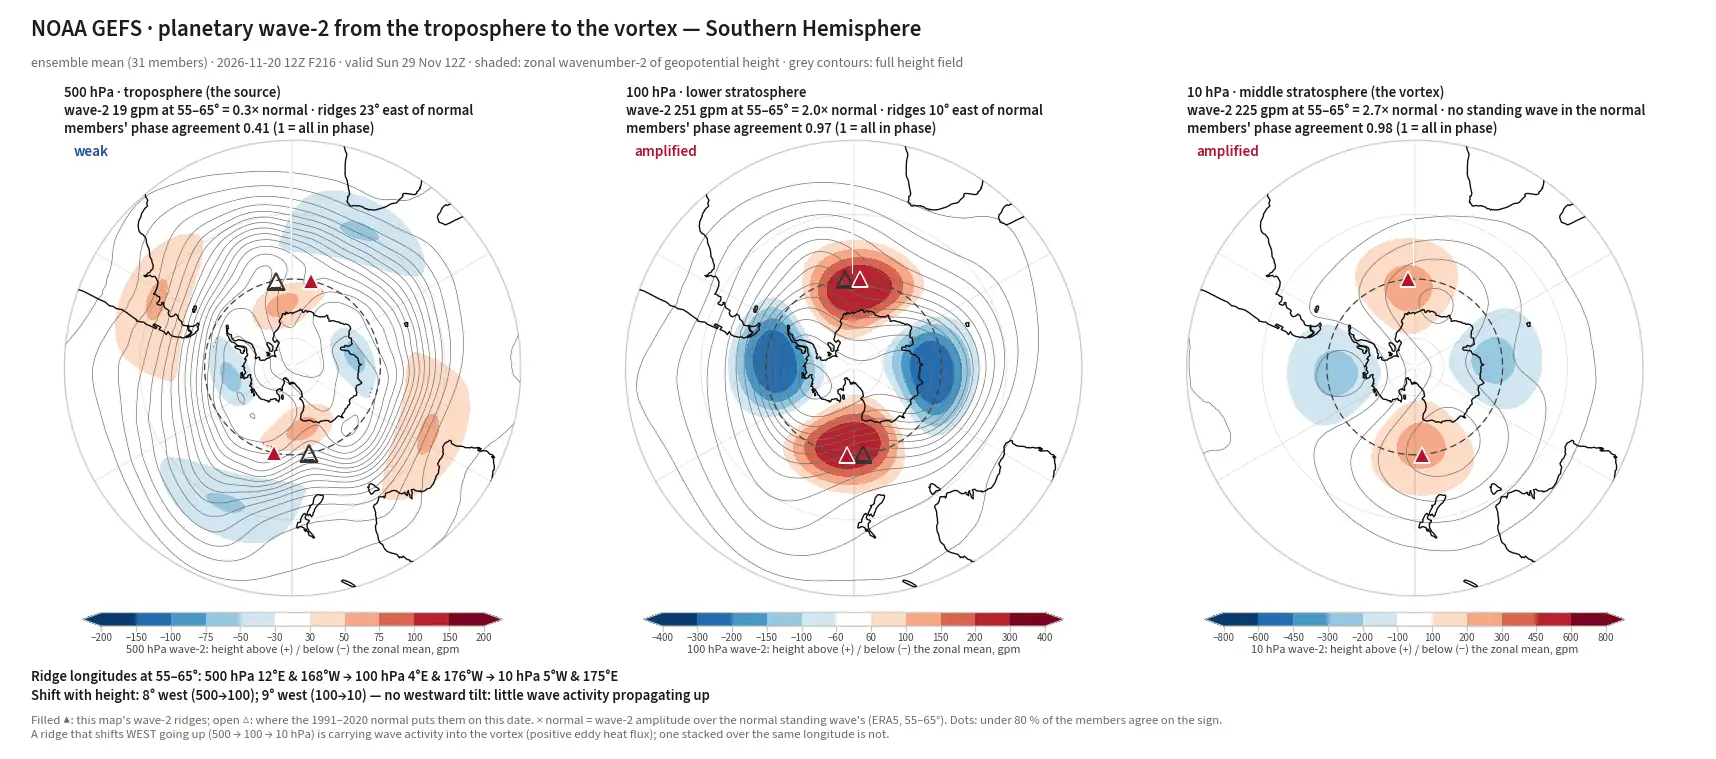 NOAA GEFS · planetary wave-2 from the troposphere to the vortex — Southern Hemisphere
ensemble mean (31 members) · 2026-11-20 12Z F216 · valid Sun 29 Nov 12Z · shaded: zonal wavenumber-2 of geopotential height · grey contours: full height field
500 hPa · troposphere (the source)
wave-2 19 gpm at 55–65° = 0.3× normal · ridges 23° east of normal
members' phase agreement 0.41 (1 = all in phase)
weak
100 hPa · lower stratosphere
wave-2 251 gpm at 55–65° = 2.0× normal · ridges 10° east of normal
members' phase agreement 0.97 (1 = all in phase)
amplified
10 hPa · middle stratosphere (the vortex)
wave-2 225 gpm at 55–65° = 2.7× normal · no standing wave in the normal
members' phase agreement 0.98 (1 = all in phase)
amplified
−200 −150 −100 −75 −50 −30 30 50 75 100 150 200
500 hPa wave-2: height above (+) / below (−) the zonal mean, gpm
−400 −300 −200 −150 −100 −60 60 100 150 200 300 400
100 hPa wave-2: height above (+) / below (−) the zonal mean, gpm
−800 −600 −450 −300 −200 −100 100 200 300 450 600 800
10 hPa wave-2: height above (+) / below (−) the zonal mean, gpm
Ridge longitudes at 55–65°: 500 hPa 12°E & 168°W → 100 hPa 4°E & 176°W → 10 hPa 5°W & 175°E
Shift with height: 8° west (500→100); 9° west (100→10) — no westward tilt: little wave activity propagating up
Filled ▲: this map's wave-2 ridges; open △: where the 1991–2020 normal puts them on this date. × normal = wave-2 amplitude over the normal standing wave's (ERA5, 55–65°). Dots: under 80 % of the members agree on the sign.
A ridge that shifts WEST going up (500 → 100 → 10 hPa) is carrying wave activity into the vortex (positive eddy heat flux); one stacked over the same longitude is not.